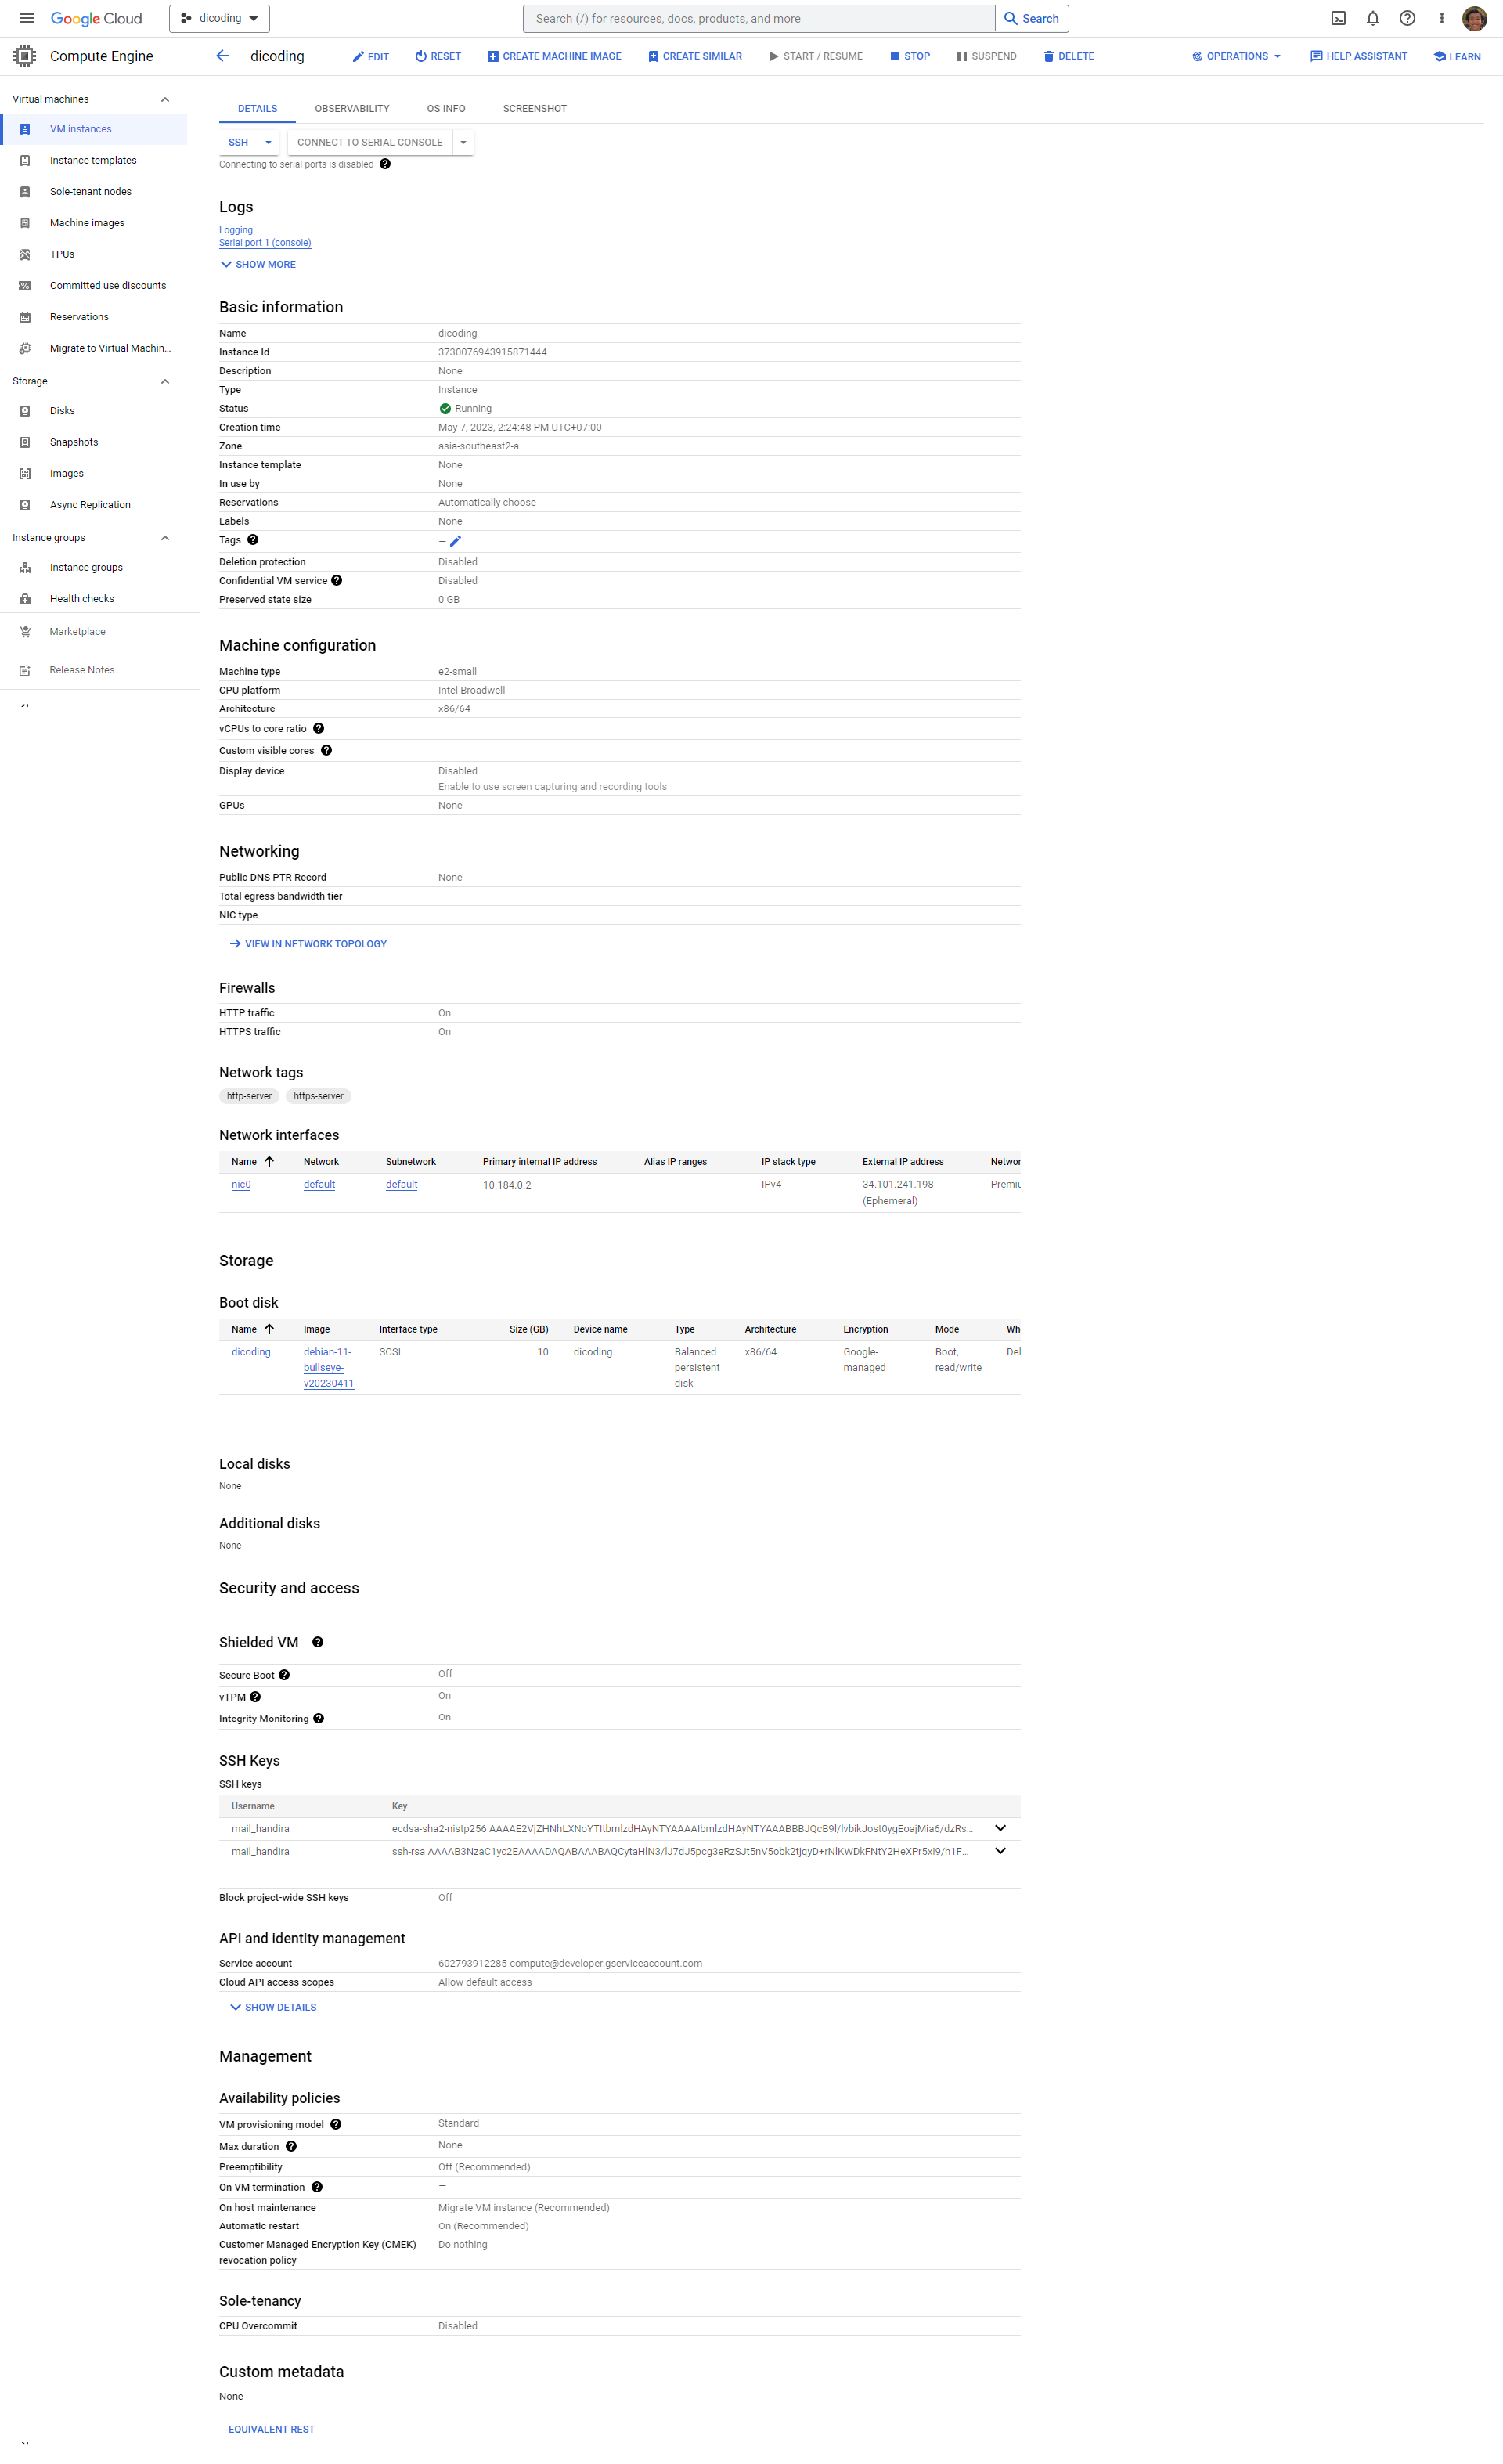 Google Cloud
dicoding
Search (/) for resources, docs, products, and more
Search
Compute Engine
dicoding
EDIT
RESET
CREATE MACHINE IMAGE
CREATE SIMILAR
START / RESUME
STOP
SUSPEND
DELETE
OPERATIONS
HELP ASSISTANT
LEARN
Virtual machines
VM instances
Instance templates
Sole-tenant nodes
Machine images
TPUs
Committed use discounts
Reservations
Migrate to Virtual Machin...
Storage
Disks
Snapshots
Images
Async Replication
Instance groups
Instance groups
Health checks
Marketplace
Release Notes
DETAILS
OBSERVABILITY
OS INFO
SCREENSHOT
SSH
CONNECT TO SERIAL CONSOLE
Connecting to serial ports is disabled
Logs
Logging
Serial port 1 (console)
SHOW MORE
Basic information
Name dicoding
Instance Id 3730076943915871444
Description None
Type Instance
Status Running
Creation time May 7, 2023, 2:24:48 PM UTC+07:00
Zone asia-southeast2-a
Instance template None
In use by None
Reservations Automatically choose
Labels None
Tags —
Deletion protection Disabled
Confidential VM service Disabled
Preserved state size 0 GB
Machine configuration
Machine type e2-small
CPU platform Intel Broadwell
Architecture x86/64
vCPUs to core ratio —
Custom visible cores —
Display device Disabled
Enable to use screen capturing and recording tools
GPUs None
Networking
Public DNS PTR Record None
Total egress bandwidth tier —
NIC type —
VIEW IN NETWORK TOPOLOGY
Firewalls
HTTP traffic On
HTTPS traffic On
Network tags
http-server https-server
Network interfaces
Name Network Subnetwork Primary internal IP address Alias IP ranges IP stack type External IP address Networ
nic0 default default 10.184.0.2 IPv4 34.101.241.198 Premiu
(Ephemeral)
Storage
Boot disk
Name Image Interface type Size (GB) Device name Type Architecture Encryption Mode Wh
dicoding debian-11- SCSI 10 dicoding Balanced x86/64 Google- Boot, Del
bullseye- persistent managed read/write
v20230411 disk
Local disks
None
Additional disks
None
Security and access
Shielded VM
Secure Boot Off
vTPM On
Integrity Monitoring On
SSH Keys
SSH keys
Username Key
mail_handira ecdsa-sha2-nistp256 AAAAE2VjZHNhLXNoYTItbmlzdHAyNTYAAAAIbmlzdHAyNTYAAABBBJQcB9l/lvbikJost0ygEoajMia6/dzRs...
mail_handira ssh-rsa AAAAB3NzaC1yc2EAAAADAQABAAABAQCytaHlN3/lJ7dJ5pcg3eRzSJt5nV5obk2tjqyD+rNlKWDkFNtY2HeXPr5xi9/h1F...
Block project-wide SSH keys Off
API and identity management
Service account 602793912285-compute@developer.gserviceaccount.com
Cloud API access scopes Allow default access
SHOW DETAILS
Management
Availability policies
VM provisioning model Standard
Max duration None
Preemptibility Off (Recommended)
On VM termination —
On host maintenance Migrate VM instance (Recommended)
Automatic restart On (Recommended)
Customer Managed Encryption Key (CMEK) Do nothing
revocation policy
Sole-tenancy
CPU Overcommit Disabled
Custom metadata
None
EQUIVALENT REST